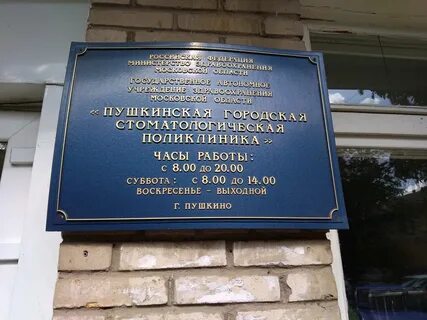 РОССИЙСКАЯ ФЕДЕРАЦИЯ
МИНИСТЕРСТВО ЗДРАВООХРАНЕНИЯ
МОСКОВСКОЙ ОБЛАСТИ
ГОСУДАРСТВЕННОЕ АВТОНОМНОЕ
УЧРЕЖДЕНИЕ ЗДРАВООХРАНЕНИЯ
МОСКОВСКОЙ ОБЛАСТИ
« ПУШКИНСКАЯ ГОРОДСКАЯ
СТОМАТОЛОГИЧЕСКАЯ
ПОЛИКЛИНИКА »
ЧАСЫ РАБОТЫ :
с 8.00 до 20.00
СУББОТА : с 8.00 до 14.00
ВОСКРЕСЕНЬЕ – ВЫХОДНОЙ
Г. ПУШКИНО